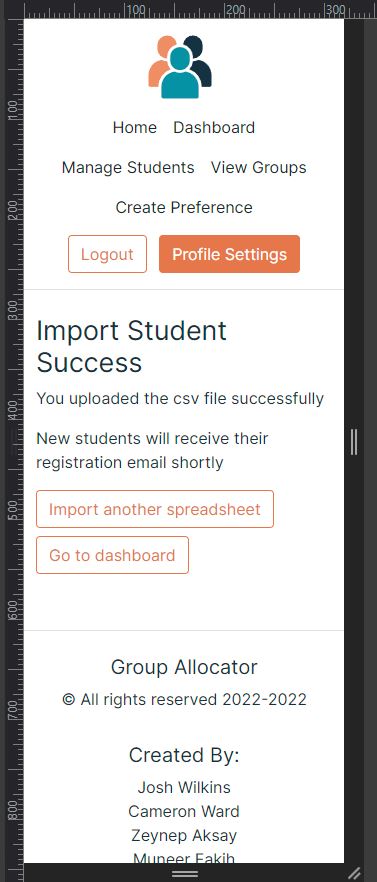 100 200 300
Home Dashboard
Manage Students View Groups
Create Preference
Logout Profile Settings
Import Student
Success
You uploaded the csv file successfully
New students will receive their
registration email shortly
Import another spreadsheet
Go to dashboard
Group Allocator
© All rights reserved 2022-2022
Created By:
Josh Wilkins
Cameron Ward
Zeynep Aksay
Muneer Fakih
100
200
300
400
500
600
700
800